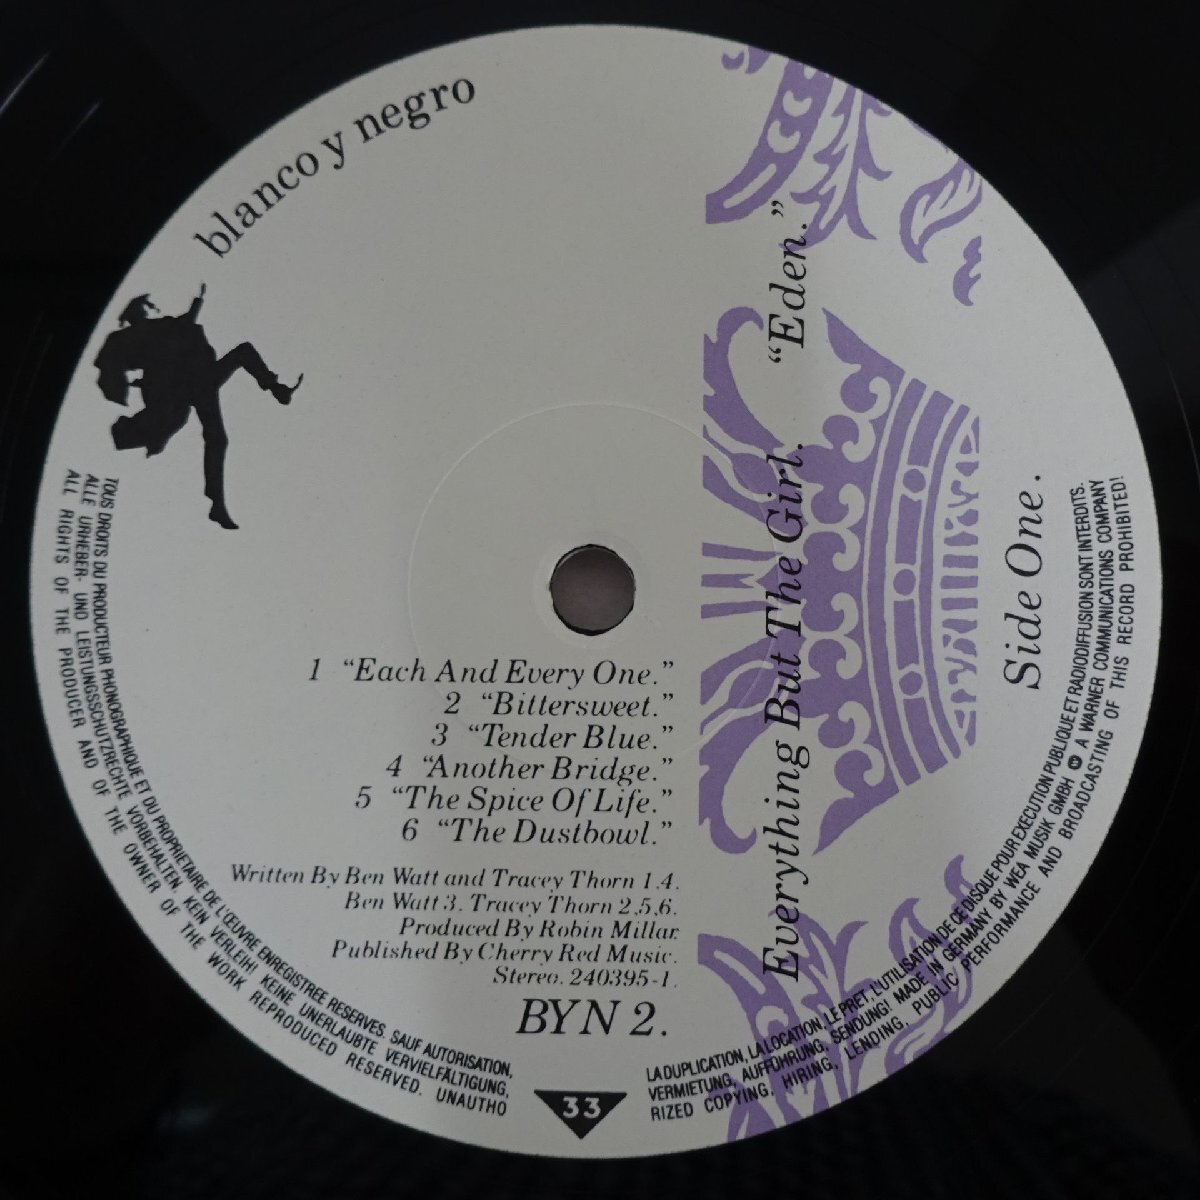 blanco y negro
Everything But The Girl. “Eden.”
Side One.
1 “Each And Every One.”
2 “Bittersweet.”
3 “Tender Blue.”
4 “Another Bridge.”
5 “The Spice Of Life.”
6 “The Dustbowl.”
Written By Ben Watt and Tracey Thorn 1.4.
Ben Watt 3. Tracey Thorn 2,5,6.
Produced By Robin Millar.
Published By Cherry Red Music.
Stereo. 240395-1.
BYN 2.
33
TOUS DROITS DU PRODUCTEUR PHONOGRAPHIQUE ET DU PROPRIETAIRE DE L'ŒUVRE ENREGISTREE RESERVES. SAUF AUTORISATION, LA DUPLICATION, LA LOCATION, LE PRET, L'UTILISATION DE CE DISQUE POUR EXECUTION PUBLIQUE ET RADIODIFFUSION SONT INTERDITS.
ALLE URHEBER- UND LEISTUNGSSCHUTZRECHTE VORBEHALTEN. KEIN VERLEIH! KEINE UNERLAUBTE VERVIELFÄLTIGUNG, VERMIETUNG, AUFFÜHRUNG, SENDUNG! MADE IN GERMANY BY WEA MUSIK GMBH A WARNER COMMUNICATIONS COMPANY
ALL RIGHTS OF THE PRODUCER AND OF THE OWNER OF THE WORK REPRODUCED RESERVED. UNAUTHORIZED COPYING, HIRING, LENDING, PUBLIC PERFORMANCE AND BROADCASTING OF THIS RECORD PROHIBITED!